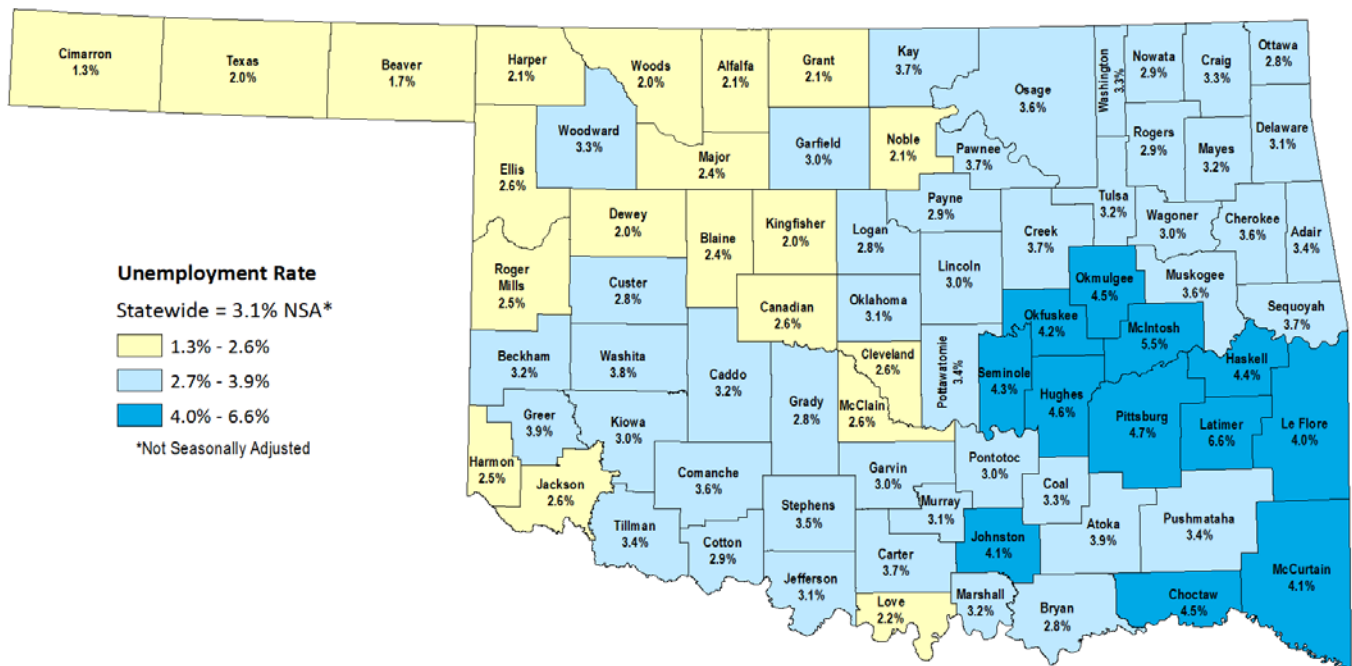 Cimarron
1.3%
Texas
2.0%
Beaver
1.7%
Harper
2.1%
Woods
2.0%
Alfalfa
2.1%
Grant
2.1%
Kay
3.7%
Osage
3.6%
Washington
3.3%
Nowata
2.9%
Craig
3.3%
Ottawa
2.8%
Woodward
3.3%
Ellis
2.6%
Major
2.4%
Garfield
3.0%
Noble
2.1%
Pawnee
3.7%
Rogers
2.9%
Mayes
3.2%
Delaware
3.1%
Dewey
2.0%
Blaine
2.4%
Kingfisher
2.0%
Logan
2.8%
Payne
2.9%
Creek
3.7%
Tulsa
3.2%
Wagoner
3.0%
Cherokee
3.6%
Adair
3.4%
Roger
Mills
2.5%
Custer
2.8%
Canadian
2.6%
Oklahoma
3.1%
Lincoln
3.0%
Okmulgee
4.5%
Muskogee
3.6%
Sequoyah
3.7%
Unemployment Rate
Statewide = 3.1% NSA*
1.3% - 2.6%
2.7% - 3.9%
4.0% - 6.6%
*Not Seasonally Adjusted
Beckham
3.2%
Washita
3.8%
Caddo
3.2%
Grady
2.8%
Cleveland
2.6%
McClain
2.6%
Pottawatomie
3.4%
Seminole
4.3%
Okfuskee
4.2%
Hughes
4.6%
McIntosh
5.5%
Haskell
4.4%
Pittsburg
4.7%
Latimer
6.6%
Le Flore
4.0%
Greer
3.9%
Kiowa
3.0%
Harmon
2.5%
Jackson
2.6%
Comanche
3.6%
Stephens
3.5%
Garvin
3.0%
Murray
3.1%
Pontotoc
3.0%
Coal
3.3%
Atoka
3.9%
Pushmataha
3.4%
Tillman
3.4%
Cotton
2.9%
Jefferson
3.1%
Carter
3.7%
Johnston
4.1%
Love
2.2%
Marshall
3.2%
Bryan
2.8%
Choctaw
4.5%
McCurtain
4.1%